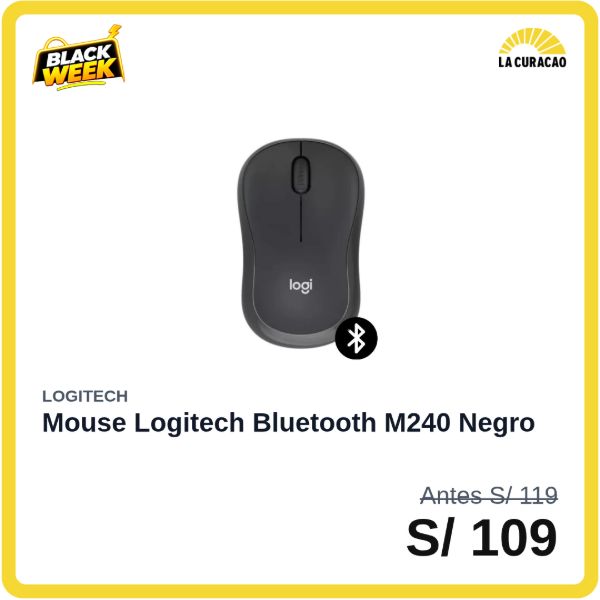 BLACK
WEEK
LA CURACAO
logi
LOGITECH
Mouse Logitech Bluetooth M240 Negro
Antes S/ 119
S/ 109